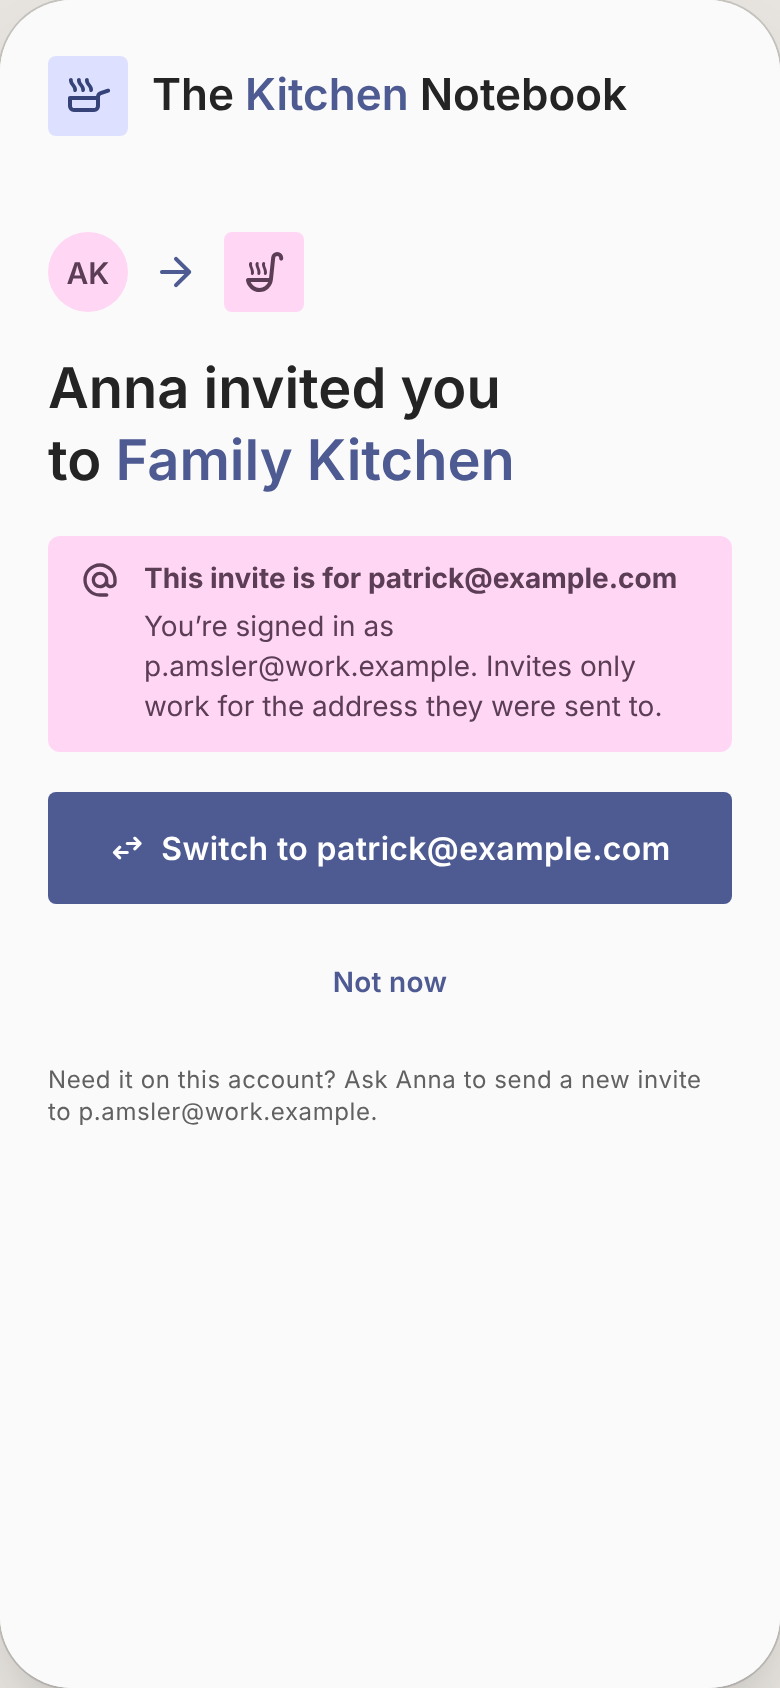 The Kitchen Notebook
AK
Anna invited you
to Family Kitchen
This invite is for patrick@example.com
You’re signed in as
p.amsler@work.example. Invites only
work for the address they were sent to.
Switch to patrick@example.com
Not now
Need it on this account? Ask Anna to send a new invite
to p.amsler@work.example.